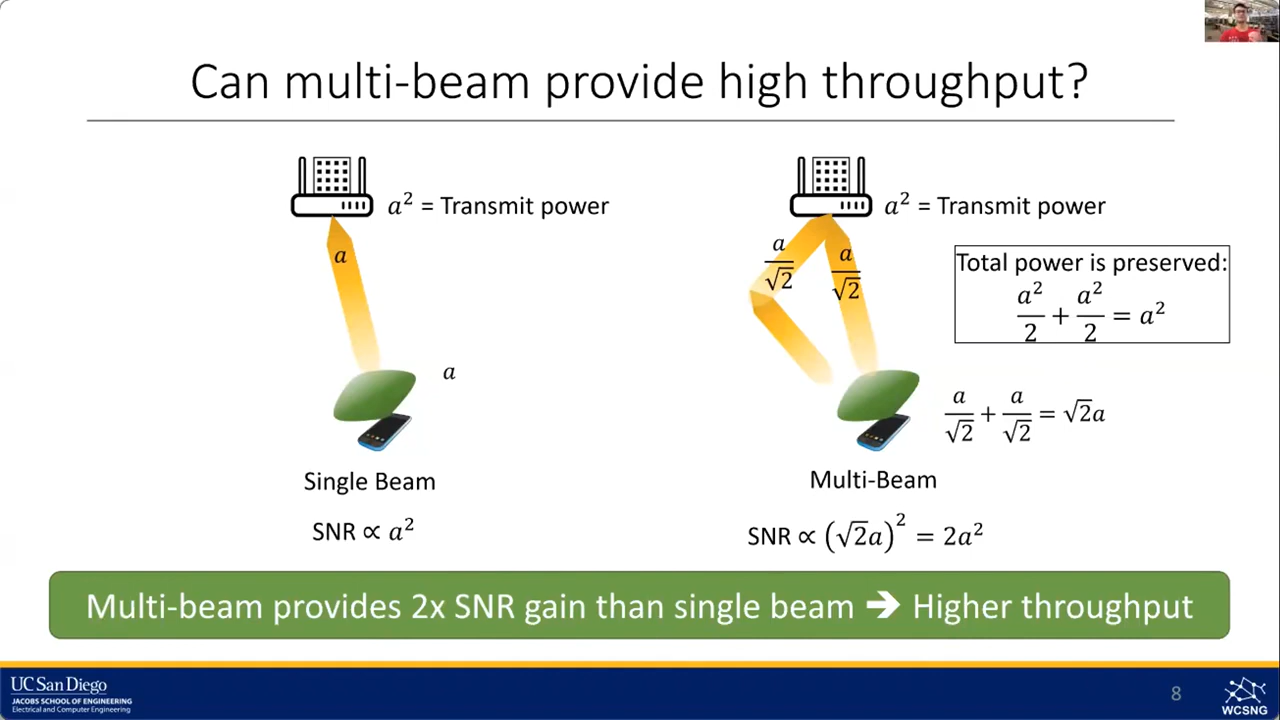 Can multi-beam provide high throughput?
a² = Transmit power
a
a
Single Beam
SNR ∝ a²
a² = Transmit power
a/√2
a/√2
Total power is preserved:
a²/2 + a²/2 = a²
a/√2 + a/√2 = √2a
Multi-Beam
SNR ∝ (√2a)² = 2a²
Multi-beam provides 2x SNR gain than single beam ➔ Higher throughput
UC San Diego
JACOBS SCHOOL OF ENGINEERING
Electrical and Computer Engineering
8
WCSNG